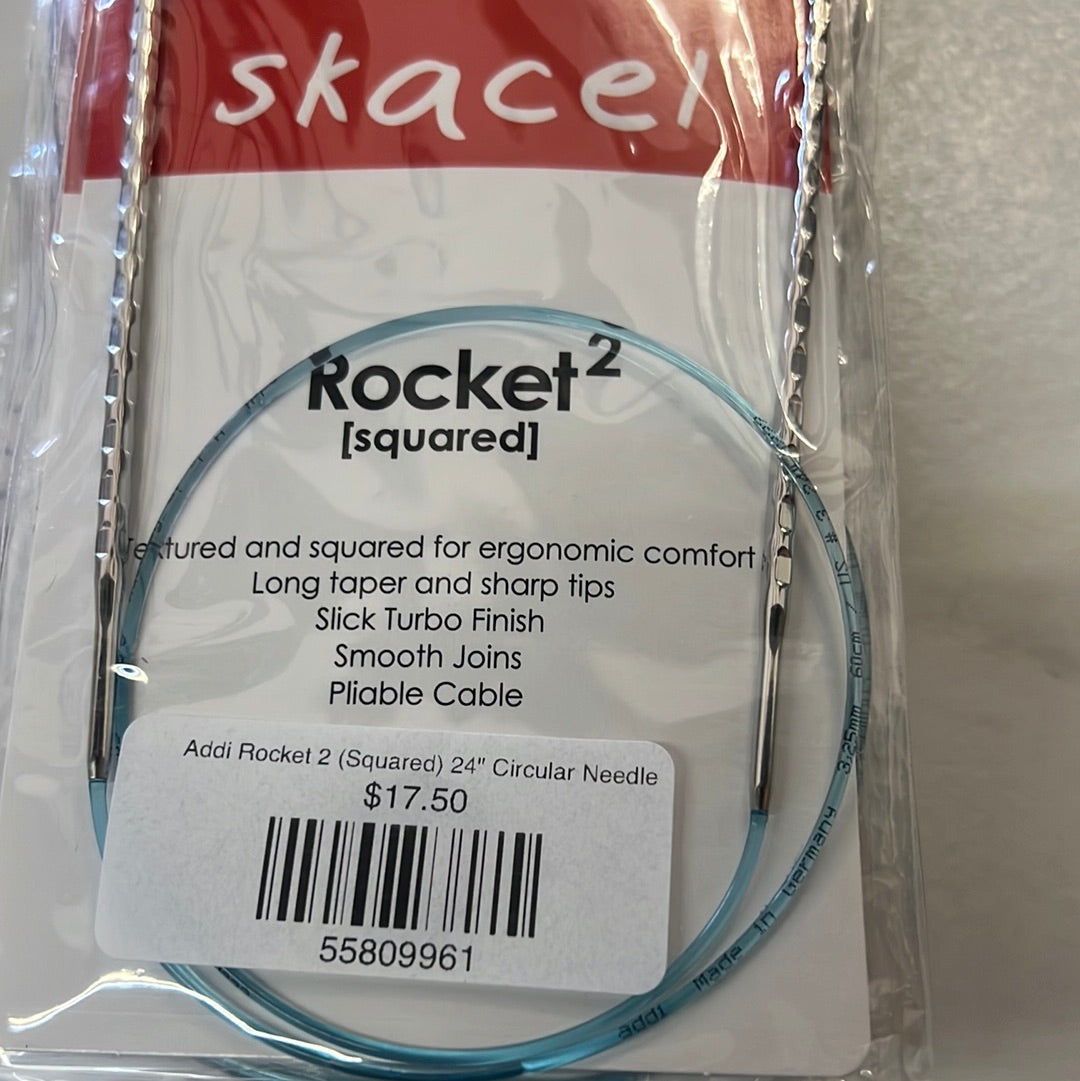 skacel
Rocket²
[squared]
Textured and squared for ergonomic comfort
Long taper and sharp tips
Slick Turbo Finish
Smooth Joins
Pliable Cable
Addi Rocket 2 (Squared) 24" Circular Needle
$17.50
55809961
addi Made in Germany 3,25mm 60cm / US # 3